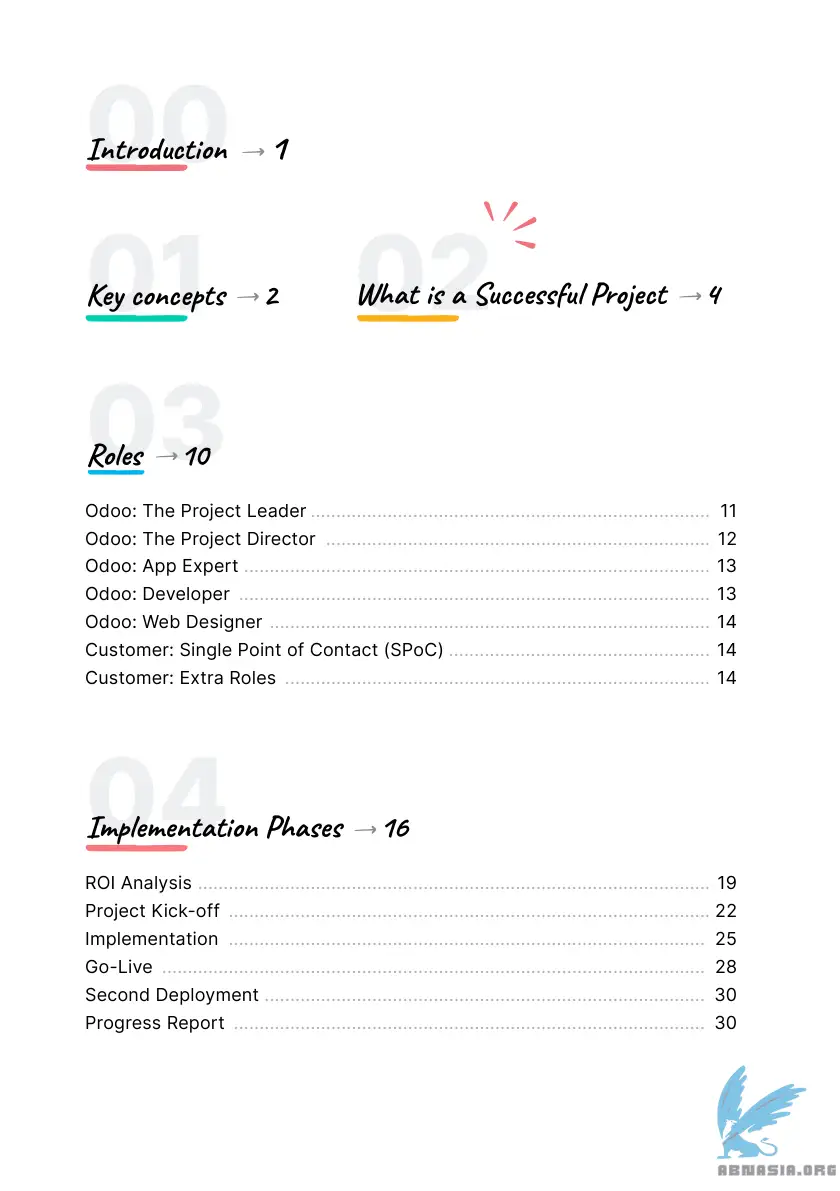 00
Introduction → 1
01
Key concepts → 2
02
What is a Successful Project → 4
03
Roles → 10
Odoo: The Project Leader ........ 11
Odoo: The Project Director ........ 12
Odoo: App Expert ........ 13
Odoo: Developer ........ 13
Odoo: Web Designer ........ 14
Customer: Single Point of Contact (SPoC) ........ 14
Customer: Extra Roles ........ 14
04
Implementation Phases → 16
ROI Analysis ........ 19
Project Kick-off ........ 22
Implementation ........ 25
Go-Live ........ 28
Second Deployment ........ 30
Progress Report ........ 30
ABNASIA.ORG